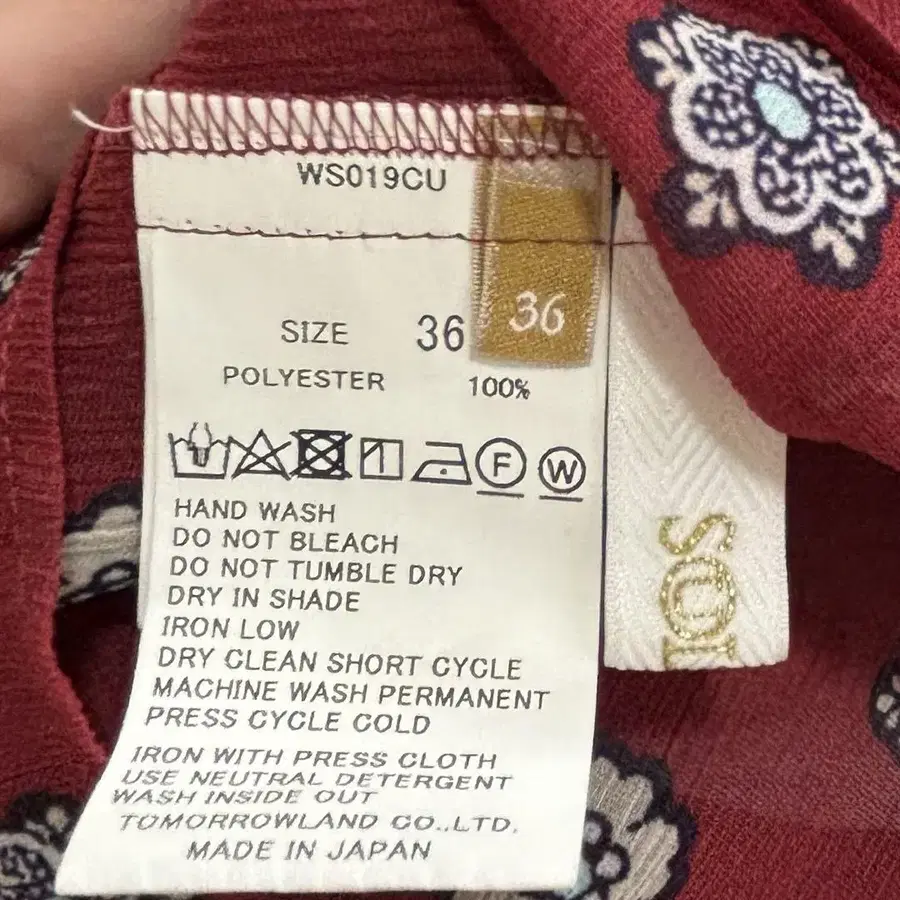 WS019CU
36
SIZE 36
POLYESTER 100%
F W
HAND WASH
DO NOT BLEACH
DO NOT TUMBLE DRY
DRY IN SHADE
IRON LOW
DRY CLEAN SHORT CYCLE
MACHINE WASH PERMANENT
PRESS CYCLE COLD
IRON WITH PRESS CLOTH
USE NEUTRAL DETERGENT
WASH INSIDE OUT
TOMORROWLAND CO.,LTD.
MADE IN JAPAN